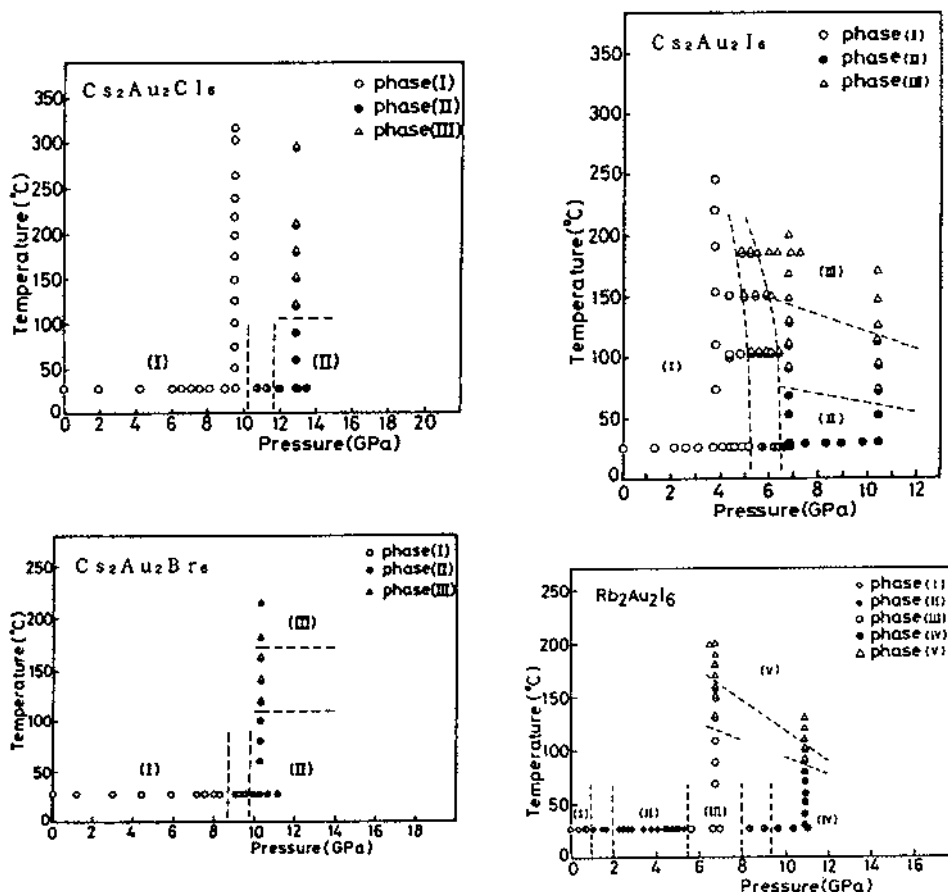 Cs₂Au₂Cl₆
○ phase(I)
● phase(II)
△ phase(III)
Temperature(°C)
350
300
250
200
150
100
50
0
(I)
(II)
0 2 4 6 8 10 12 14 16 18 20
Pressure(GPa)
Cs₂Au₂I₆
○ phase(I)
● phase(II)
△ phase(III)
Temperature(°C)
350
300
250
200
150
100
50
0
(I)
(III)
(II)
0 2 4 6 8 10 12
Pressure(GPa)
Cs₂Au₂Br₆
○ phase(I)
● phase(II)
▲ phase(III)
Temperature(°C)
250
200
150
100
50
0
(I)
(III)
(II)
0 2 4 6 8 10 12 14 16 18
Pressure(GPa)
Rb₂Au₂I₆
phase(I)
phase(II)
phase(III)
phase(IV)
phase(V)
Temperature(°C)
250
200
150
100
50
0
(I)
(II)
(III)
(V)
(IV)
0 2 4 6 8 10 12 14 16
Pressure(GPa)